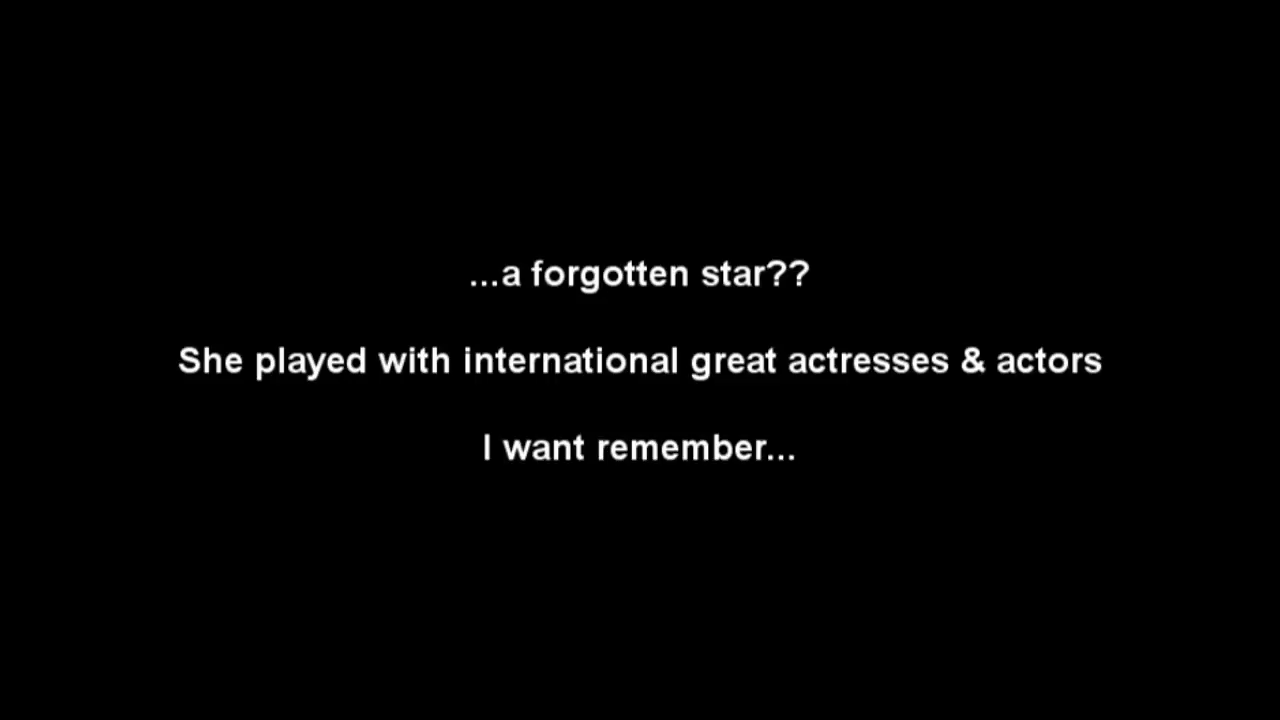 ...a forgotten star??
She played with international great actresses & actors
I want remember...